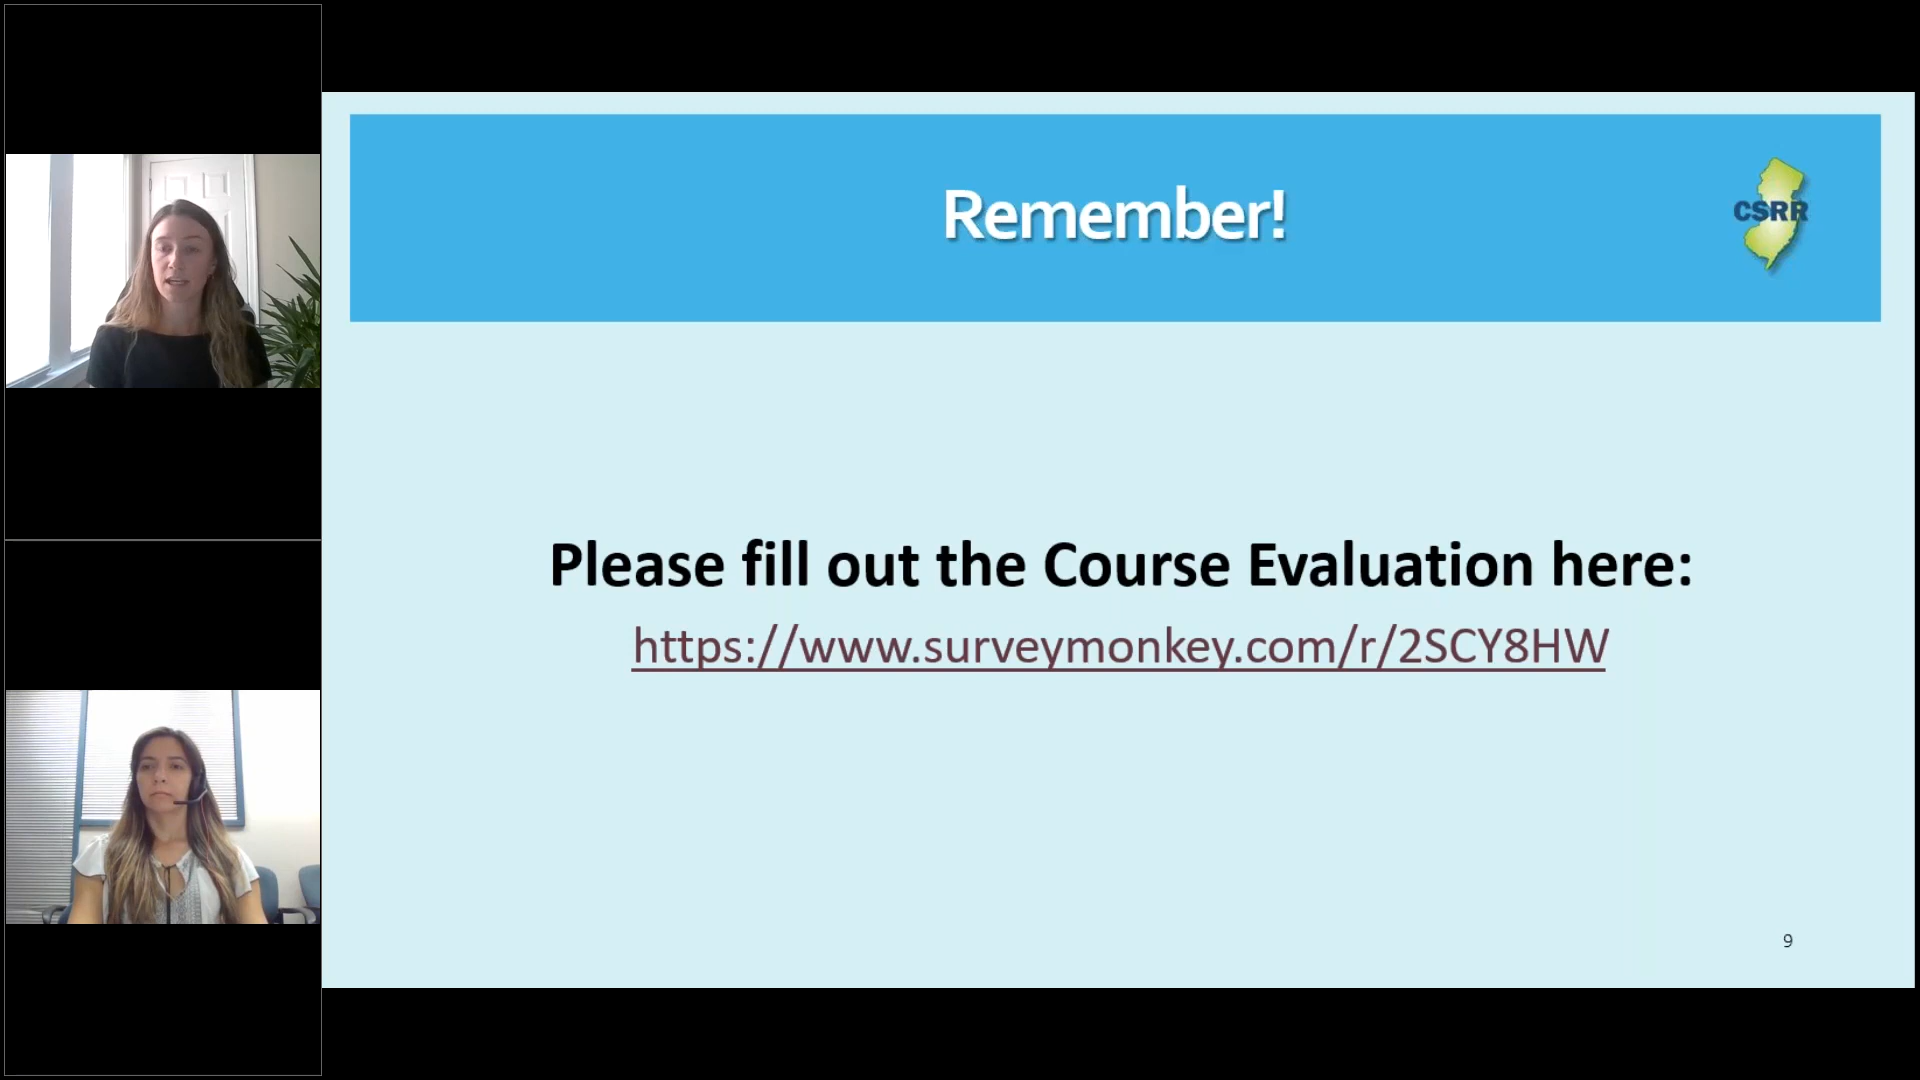 Remember!
CSRR
Please fill out the Course Evaluation here:
https://www.surveymonkey.com/r/2SCY8HW
9